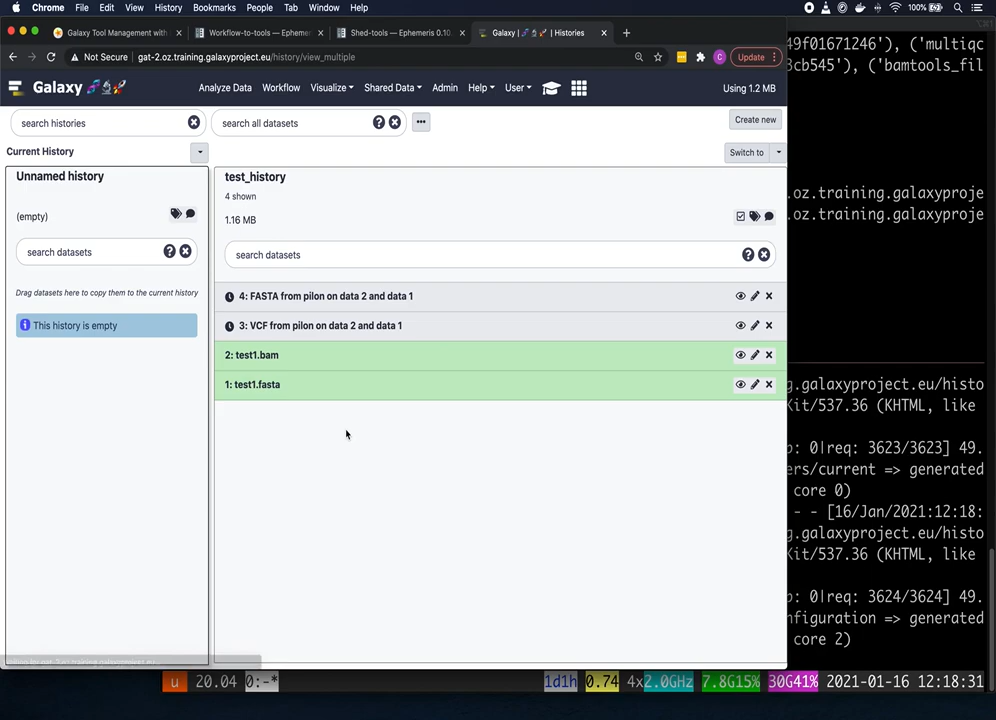 Chrome File Edit View History Bookmarks People Tab Window Help 100%
Galaxy Tool Management with Workflow-to-tools — Ephemeris Shed-tools — Ephemeris 0.10. Galaxy | Histories
Not Secure gat-2.oz.training.galaxyproject.eu/history/view_multiple C Update
Galaxy Analyze Data Workflow Visualize Shared Data Admin Help User Using 1.2 MB
search histories search all datasets Create new
Current History Switch to
Unnamed history
(empty)
search datasets
Drag datasets here to copy them to the current history
This history is empty
test_history
4 shown
1.16 MB
search datasets
4: FASTA from pilon on data 2 and data 1
3: VCF from pilon on data 2 and data 1
2: test1.bam
1: test1.fasta
49f01671246'), ('multiqc
3cb545'), ('bamtools_fil
.oz.training.galaxyproje
.oz.training.galaxyproje
g.galaxyproject.eu/histo
Kit/537.36 (KHTML, like
p: 0|req: 3623/3623] 49.
ers/current => generated
core 0)
- - [16/Jan/2021:12:18:
g.galaxyproject.eu/histo
Kit/537.36 (KHTML, like
p: 0|req: 3624/3624] 49.
nfiguration => generated
core 2)
u 20.04 0:-* 1d1h 0.74 4x2.0GHz 7.8G15% 30G41% 2021-01-16 12:18:31